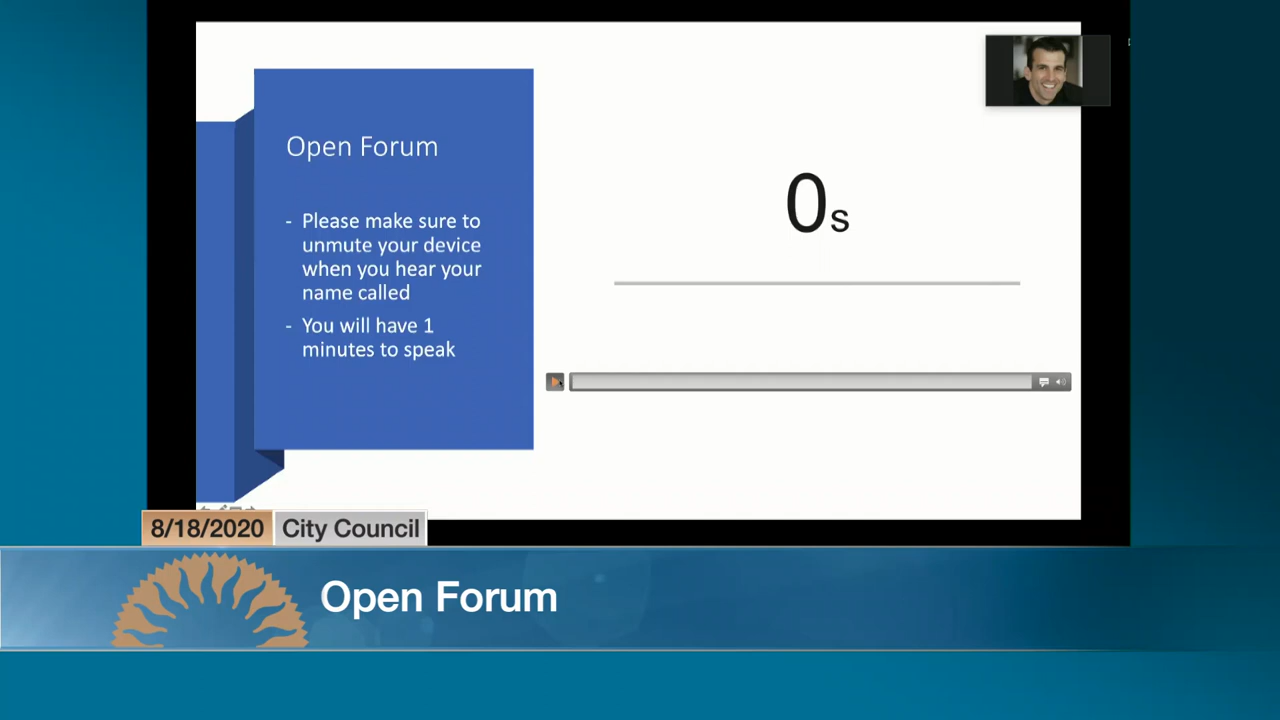 Open Forum
- Please make sure to
unmute your device
when you hear your
name called
- You will have 1
minutes to speak
0s
8/18/2020 City Council
Open Forum